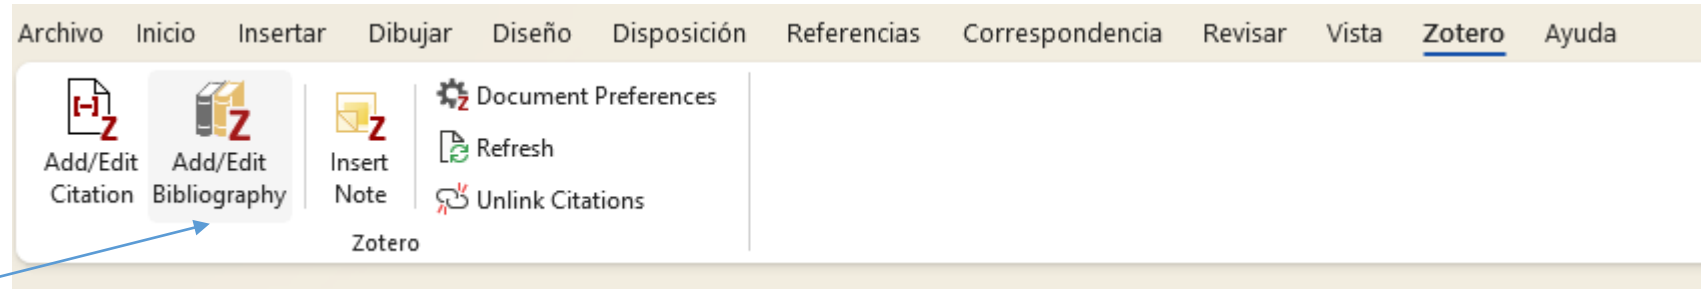 Archivo Inicio Insertar Dibujar Diseño Disposición Referencias Correspondencia Revisar Vista Zotero Ayuda
[-] Z
Z
Z
Add/Edit
Citation
Add/Edit
Bibliography
Insert
Note
Z Document Preferences
Refresh
Unlink Citations
Zotero